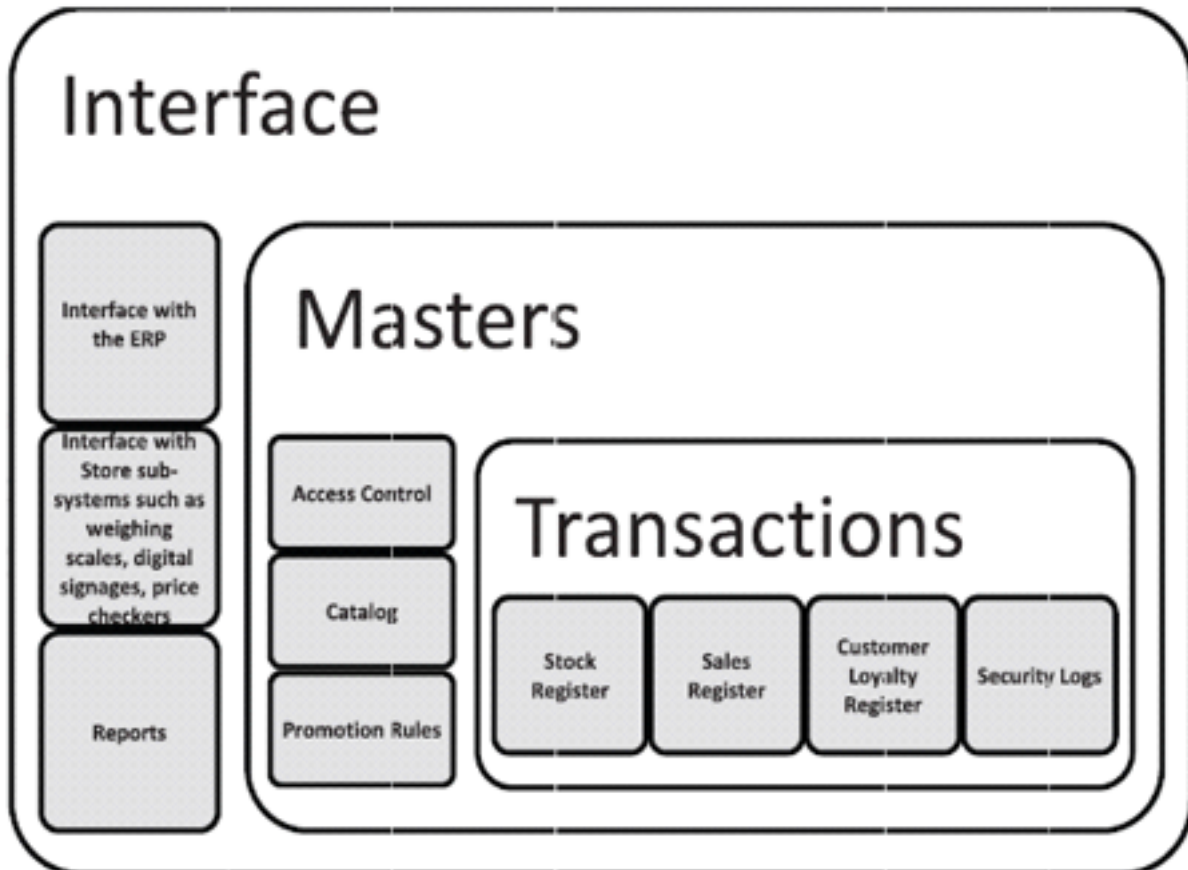 Interface
Interface with
the ERP
Interface with
Store sub-
systems such as
weighing
scales, digital
signages, price
checkers
Reports
Masters
Access Control
Catalog
Promotion Rules
Transactions
Stock
Register
Sales
Register
Customer
Loyalty
Register
Security Logs